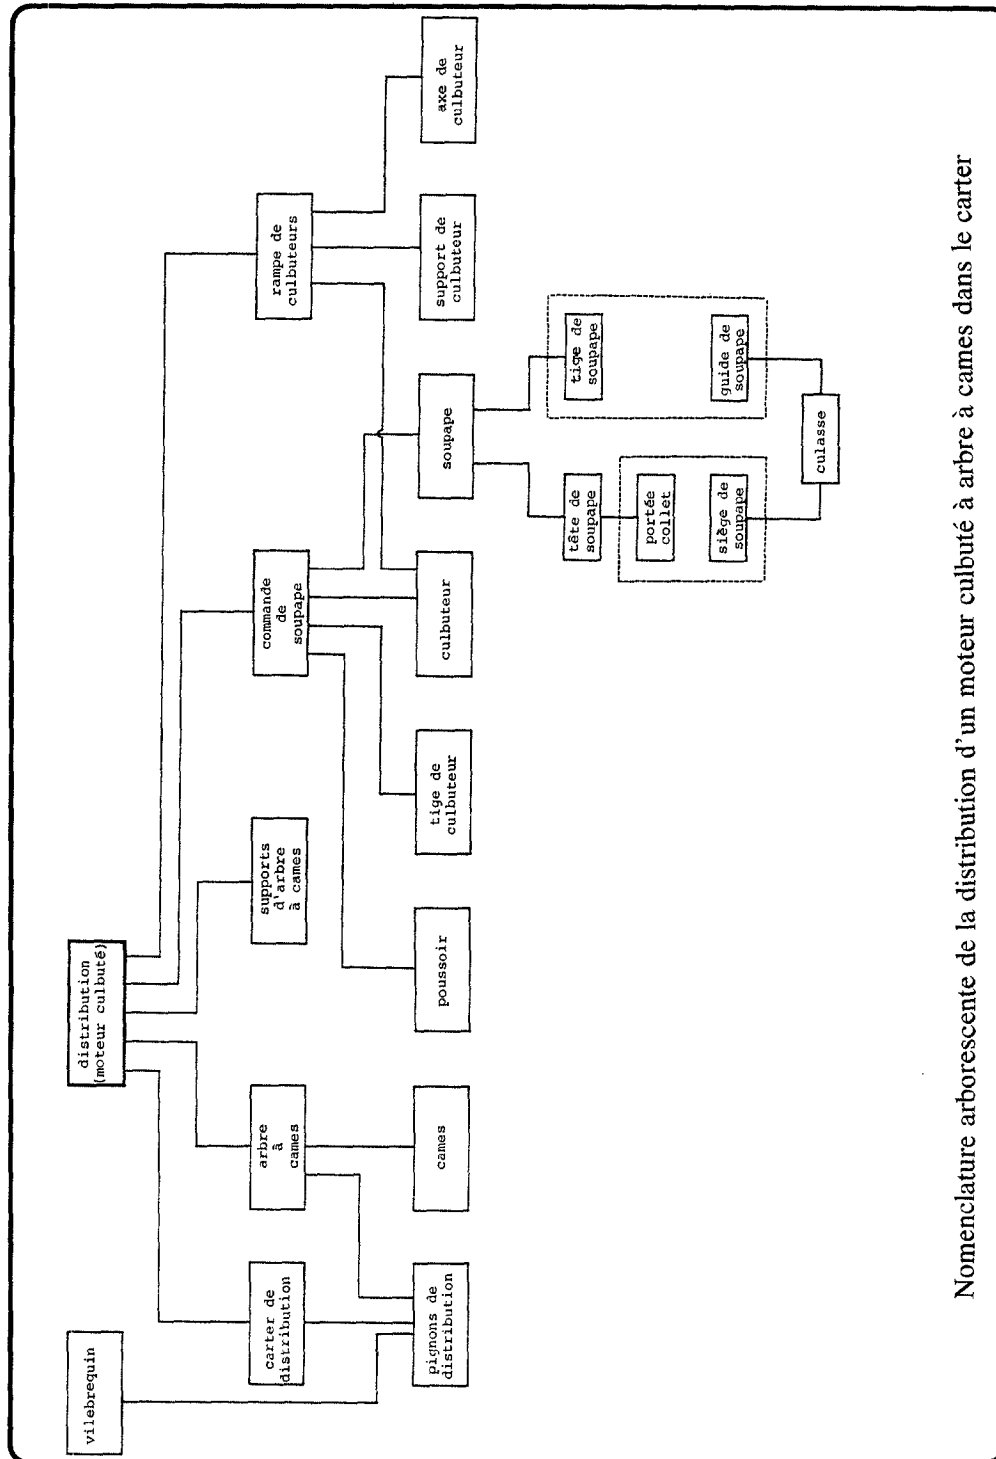 vilebrequin
distribution
(moteur culbuté)
carter de
distribution
arbre
à
cames
supports
d'arbre
à cames
commande
de
soupape
rampe de
culbuteurs
pignons de
distribution
cames
poussoir
tige de
culbuteur
culbuteur
soupape
support de
culbuteur
axe de
culbuteur
tête de
soupape
tige de
soupape
portée
collet
siège de
soupape
guide de
soupape
culasse
Nomenclature arborescente de la distribution d'un moteur culbuté à arbre à cames dans le carter